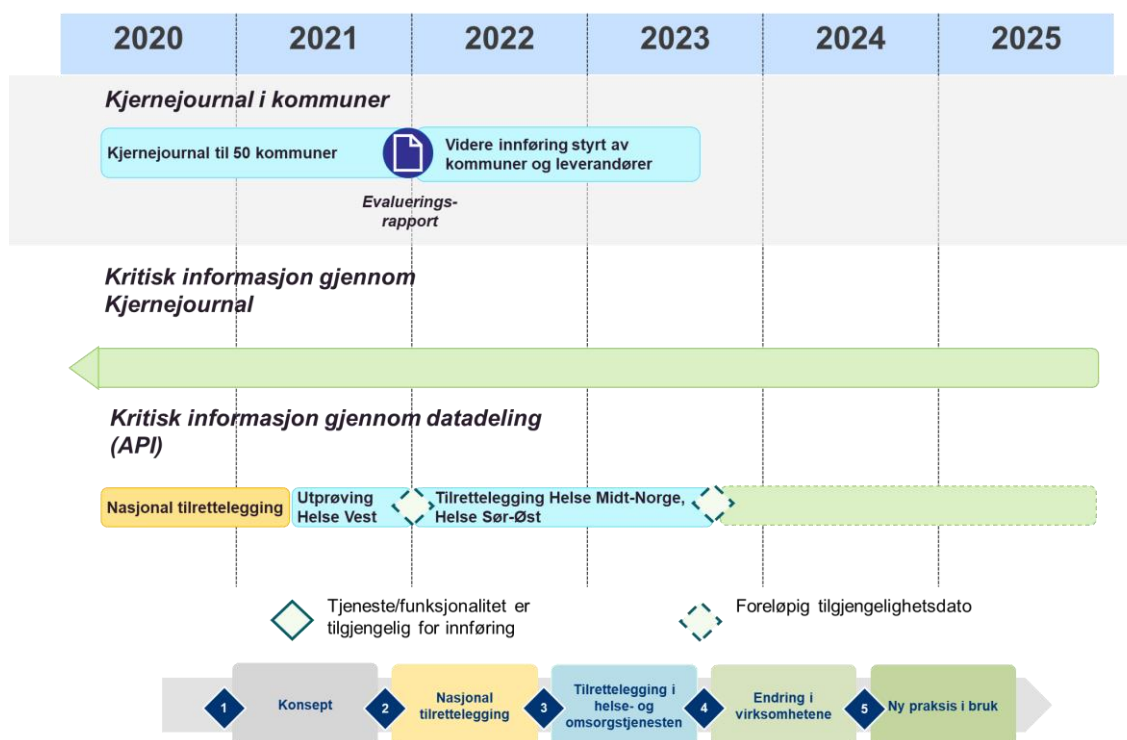 2020 2021 2022 2023 2024 2025
Kjernejournal i kommuner
Kjernejournal til 50 kommuner
Videre innføring styrt av
kommuner og leverandører
Evaluerings-
rapport
Kritisk informasjon gjennom
Kjernejournal
Kritisk informasjon gjennom datadeling
(API)
Nasjonal tilrettelegging
Utprøving
Helse Vest
Tilrettelegging Helse Midt-Norge,
Helse Sør-Øst
Tjeneste/funksjonalitet er
tilgjengelig for innføring
Foreløpig tilgjengelighetsdato
1
Konsept
2
Nasjonal
tilrettelegging
3
Tilrettelegging i
helse- og
omsorgstjenesten
4
Endring i
virksomhetene
5
Ny praksis i bruk